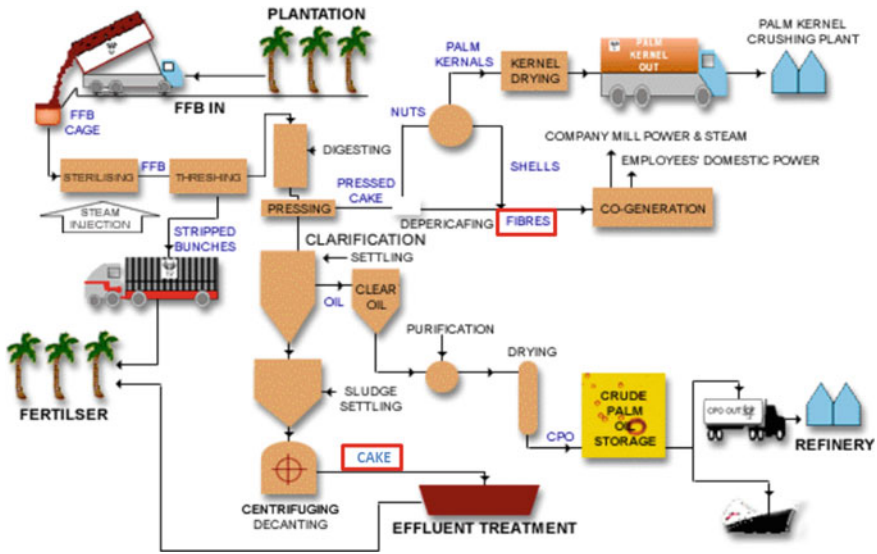 PLANTATION
FFB IN
FFB
CAGE
PALM
KERNALS
KERNEL
DRYING
PALM
KERNEL
OUT
PALM KERNEL
CRUSHING PLANT
NUTS
DIGESTING
SHELLS
COMPANY MILL POWER & STEAM
EMPLOYEES' DOMESTIC POWER
STERILISING
FFB
THRESHING
PRESSED
CAKE
PRESSING
DEPERICAFING
FIBRES
CO-GENERATION
STEAM
INJECTION
STRIPPED
BUNCHES
CLARIFICATION
SETTLING
OIL
CLEAR
OIL
PURIFICATION
DRYING
SLUDGE
SETTLING
CRUDE
PALM
OIL
STORAGE
CPO
CPO OUT
REFINERY
FERTILSER
CAKE
CENTRIFUGING
DECANTING
EFFLUENT TREATMENT